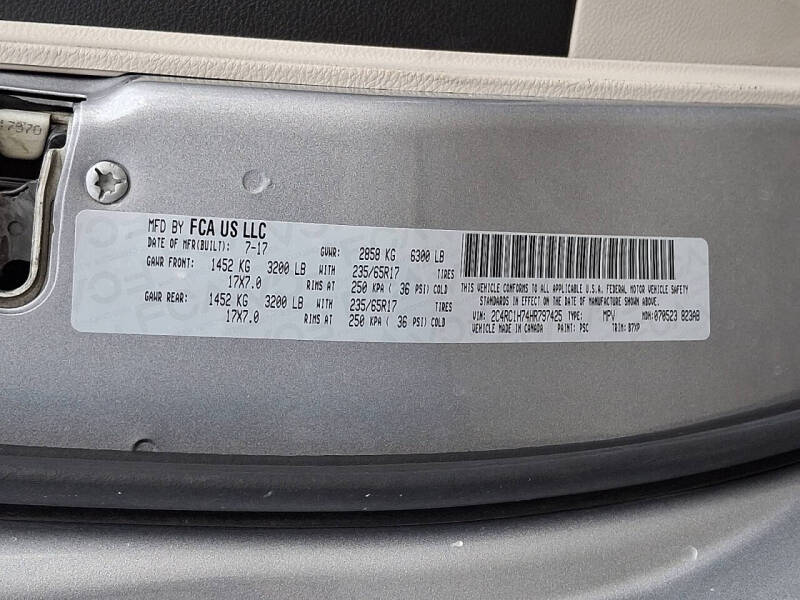 47970
MFD BY FCA US LLC
DATE OF MFR(BUILT): 7-17 GVWR: 2858 KG 6300 LB
GAWR FRONT: 1452 KG 3200 LB WITH 235/65R17 TIRES
17X7.0 RIMS AT 250 KPA ( 36 PSI) COLD
GAWR REAR: 1452 KG 3200 LB WITH 235/65R17 TIRES
17X7.0 RIMS AT 250 KPA ( 36 PSI) COLD
THIS VEHICLE CONFORMS TO ALL APPLICABLE U.S.A. FEDERAL MOTOR VEHICLE SAFETY
STANDARDS IN EFFECT ON THE DATE OF MANUFACTURE SHOWN ABOVE.
VIN: 2C4RC1H74HR797425 TYPE: MPV MDH: 070523 823AB
VEHICLE MADE IN CANADA PAINT: PSC TRIM: B7XP